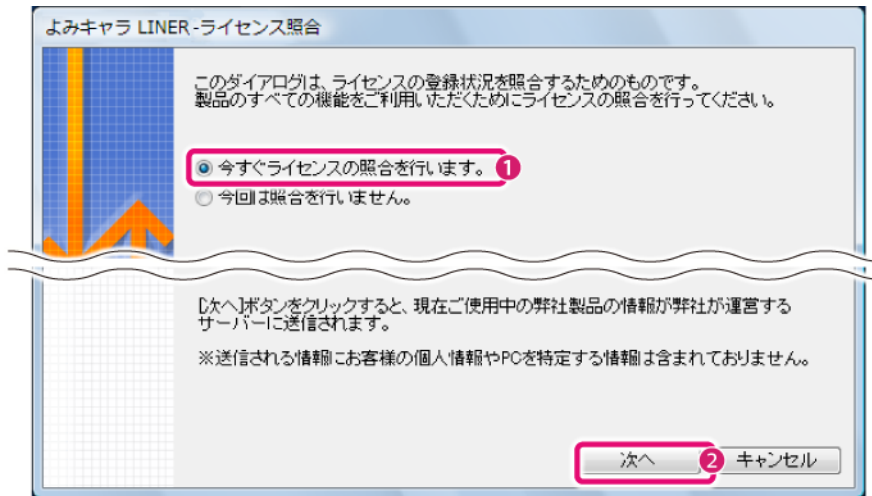 よみキャラ LINER -ライセンス照合
このダイアログは、ライセンスの登録状況を照合するためのものです。
製品のすべての機能をご利用いただくためにライセンスの照合を行ってください。
今すぐライセンスの照合を行います。 1
今回は照合を行いません。
[次へ]ボタンをクリックすると、現在ご使用中の弊社製品の情報が弊社が運営する
サーバーに送信されます。
※送信される情報にお客様の個人情報やPCを特定する情報は含まれておりません。
次へ 2 キャンセル